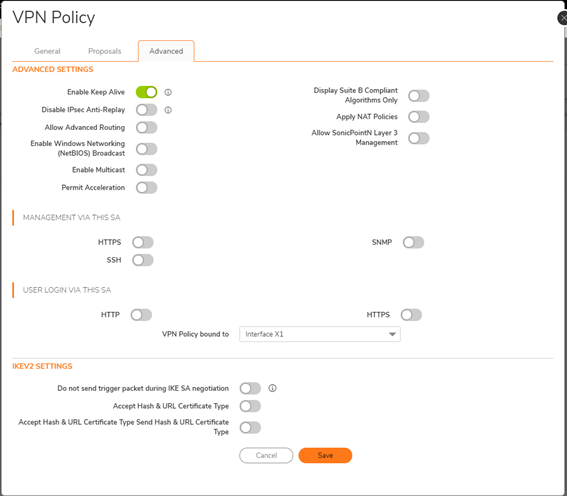 VPN Policy
General Proposals Advanced
ADVANCED SETTINGS
Enable Keep Alive
Disable IPsec Anti-Replay
Allow Advanced Routing
Enable Windows Networking
(NetBIOS) Broadcast
Enable Multicast
Permit Acceleration
Display Suite B Compliant
Algorithms Only
Apply NAT Policies
Allow SonicPointN Layer 3
Management
MANAGEMENT VIA THIS SA
HTTPS
SSH
SNMP
USER LOGIN VIA THIS SA
HTTP
HTTPS
VPN Policy bound to Interface X1
IKEV2 SETTINGS
Do not send trigger packet during IKE SA negotiation
Accept Hash & URL Certificate Type
Accept Hash & URL Certificate Type Send Hash & URL Certificate
Type
Cancel Save